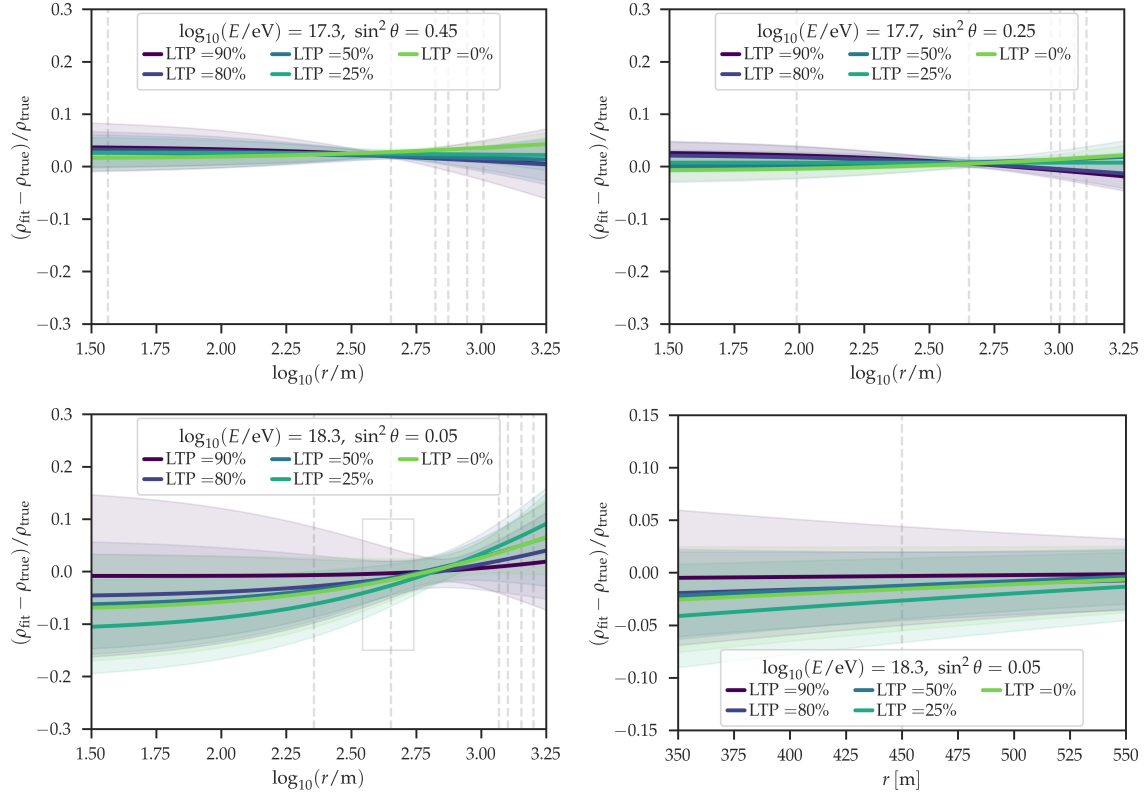 log₁₀(E/eV) = 17.3, sin² θ = 0.45
LTP =90% LTP =50% LTP =0%
LTP =80% LTP =25%
0.3
0.2
0.1
0.0
−0.1
−0.2
−0.3
(ρfit − ρtrue)/ρtrue
1.50 1.75 2.00 2.25 2.50 2.75 3.00 3.25
log₁₀(r/m)
log₁₀(E/eV) = 17.7, sin² θ = 0.25
LTP =90% LTP =50% LTP =0%
LTP =80% LTP =25%
0.3
0.2
0.1
0.0
−0.1
−0.2
−0.3
(ρfit − ρtrue)/ρtrue
1.50 1.75 2.00 2.25 2.50 2.75 3.00 3.25
log₁₀(r/m)
log₁₀(E/eV) = 18.3, sin² θ = 0.05
LTP =90% LTP =50% LTP =0%
LTP =80% LTP =25%
0.3
0.2
0.1
0.0
−0.1
−0.2
−0.3
(ρfit − ρtrue)/ρtrue
1.50 1.75 2.00 2.25 2.50 2.75 3.00 3.25
log₁₀(r/m)
0.15
0.10
0.05
0.00
−0.05
−0.10
−0.15
(ρfit − ρtrue)/ρtrue
log₁₀(E/eV) = 18.3, sin² θ = 0.05
LTP =90% LTP =50% LTP =0%
LTP =80% LTP =25%
350 375 400 425 450 475 500 525 550
r [m]